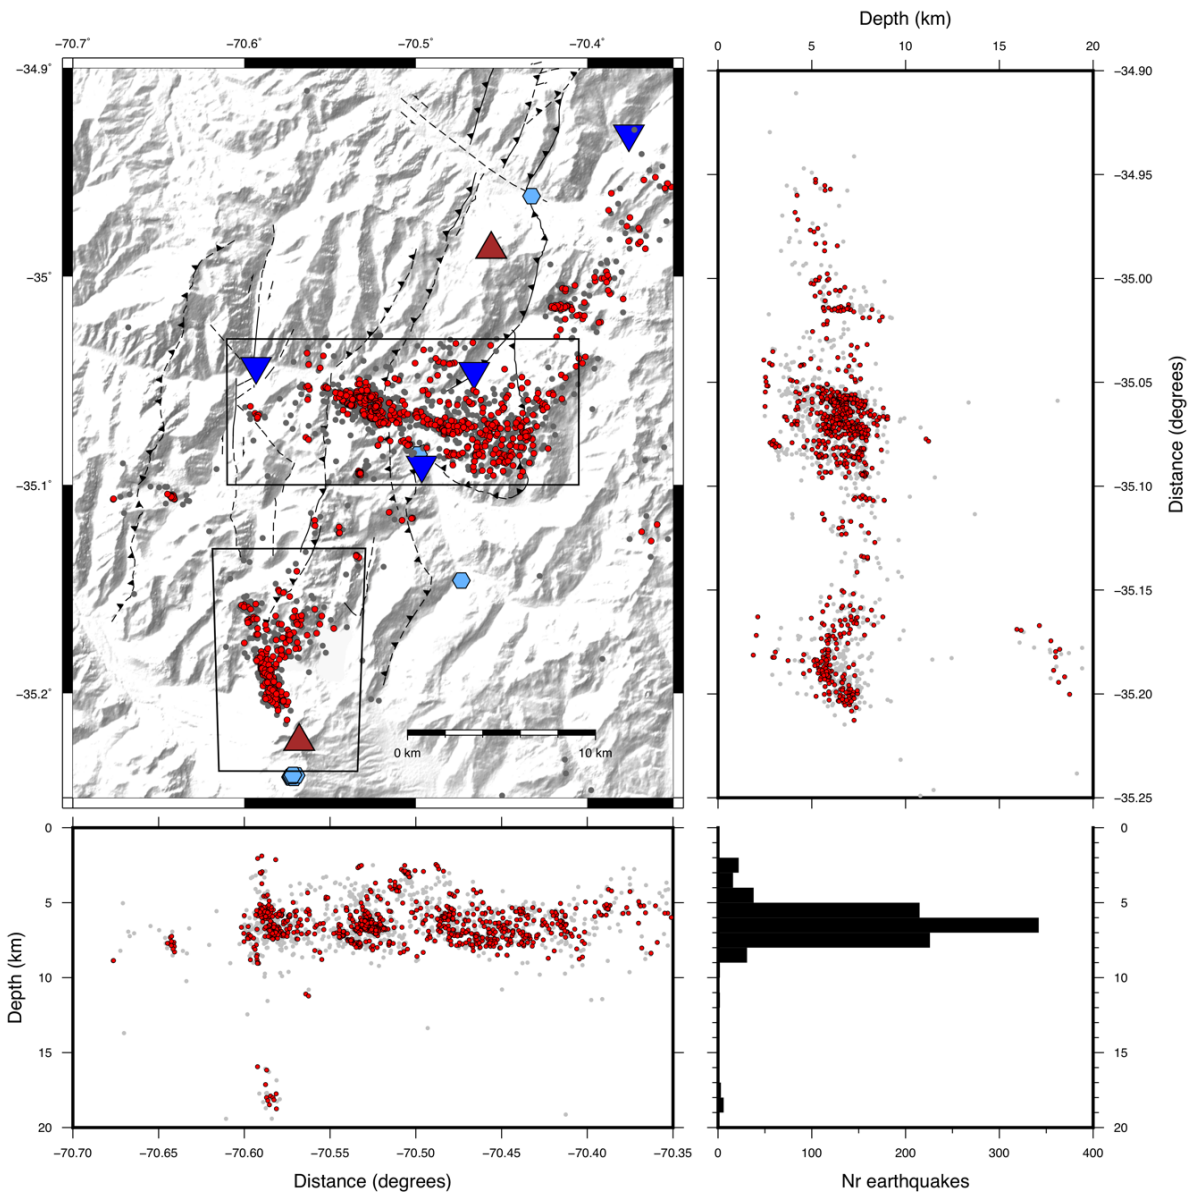 Depth (km)
−70.7˚ −70.6˚ −70.5˚ −70.4˚
0 5 10 15 20
−34.9˚
−35˚
−35.1˚
−35.2˚
0 km 10 km
−34.90
−34.95
−35.00
−35.05
−35.10
−35.15
−35.20
−35.25
Distance (degrees)
0
5
10
15
20
Depth (km)
−70.70 −70.65 −70.60 −70.55 −70.50 −70.45 −70.40 −70.35
Distance (degrees)
0
5
10
15
20
Depth (km)
0 100 200 300
Nr earthquakes